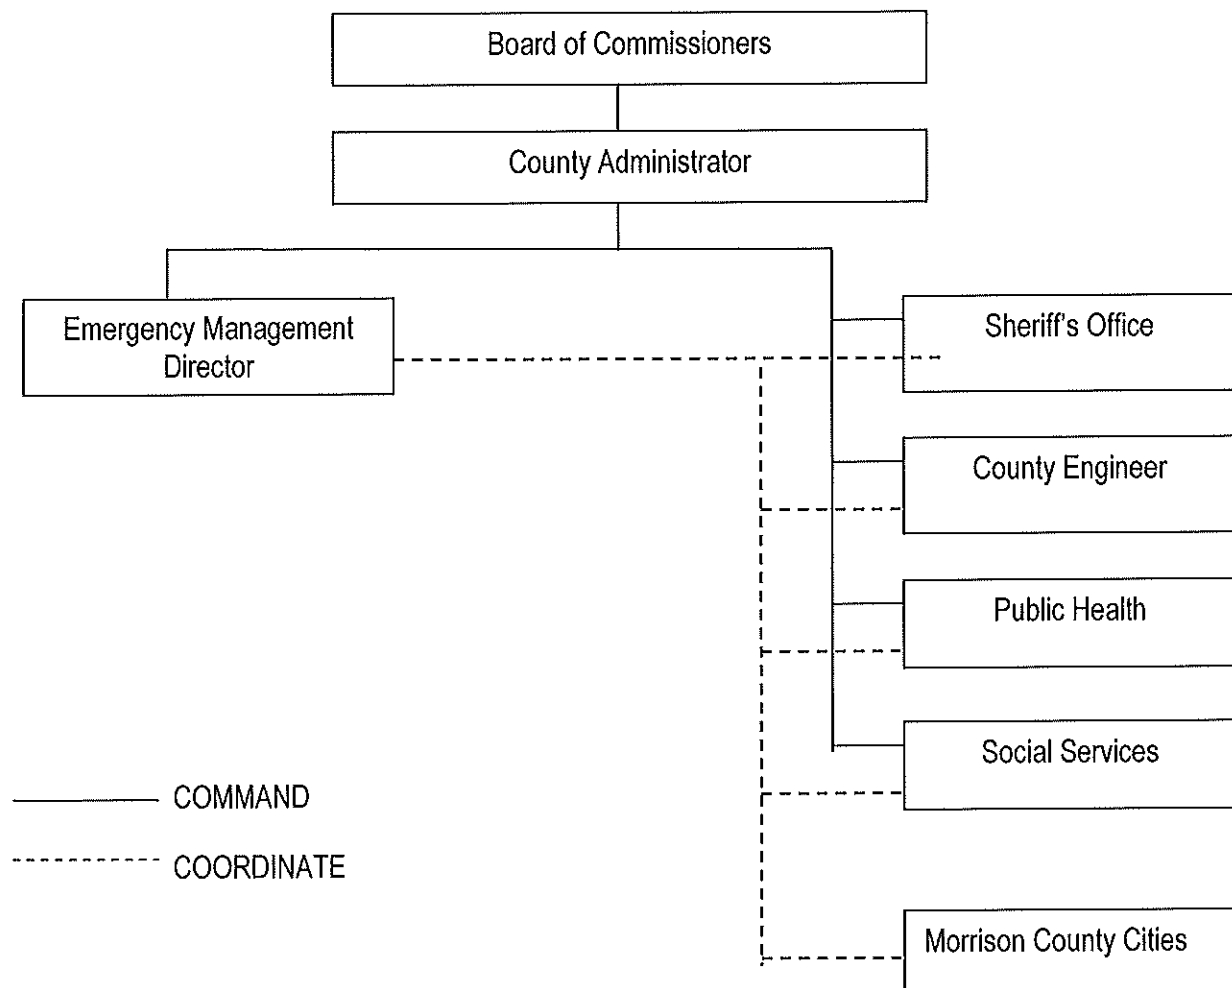 Board of Commissioners
County Administrator
Emergency Management
Director
Sheriff's Office
County Engineer
Public Health
Social Services
COMMAND
COORDINATE
Morrison County Cities